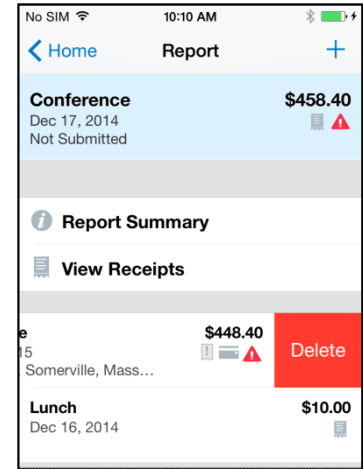 No SIM 10:10 AM
Home Report +
Conference $458.40
Dec 17, 2014
Not Submitted
Report Summary
View Receipts
e $448.40
15 Delete
Somerville, Mass…
Lunch $10.00
Dec 16, 2014